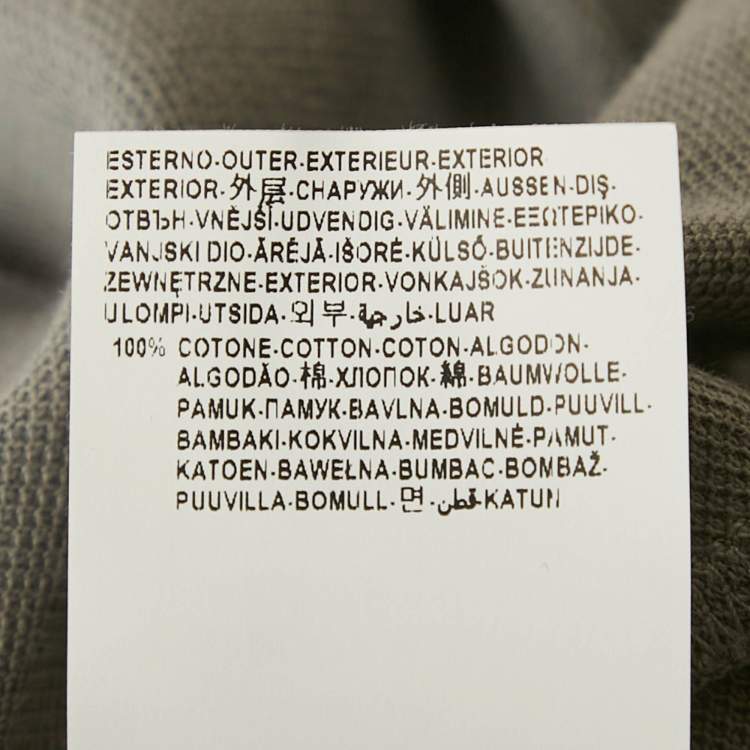 ESTERNO-OUTER-EXTERIEUR-EXTERIOR
EXTERIOR-外层-СНАРУЖИ-外側-AUSSEN-DIŞ-
ОТВЪН-VNĚJŠÍ-UDVENDIG-VÄLIMINE-ΕΞΩΤΕΡΙΚΟ-
VANJSKI DIO-ĀRĒJĀ-IŠORĖ-KÜLSŐ-BUITENZIJDE-
ZEWNĘTRZNE-EXTERIOR-VONKAJŠOK-ZUNANJA-
ULOMPI-UTSIDA-외부-خارجية-LUAR
100% COTONE-COTTON-COTON-ALGODON-
ALGODÃO-棉-ХЛОПОК-綿-BAUMWOLLE-
PAMUK-ПАМУК-BAVLNA-BOMULD-PUUVILL-
BAMBAKI-KOKVILNA-MEDVILNĖ-PAMUT-
KATOEN-BAWEŁNA-BUMBAC-BOMBAŽ-
PUUVILLA-BOMULL-면-قطن-KATUN